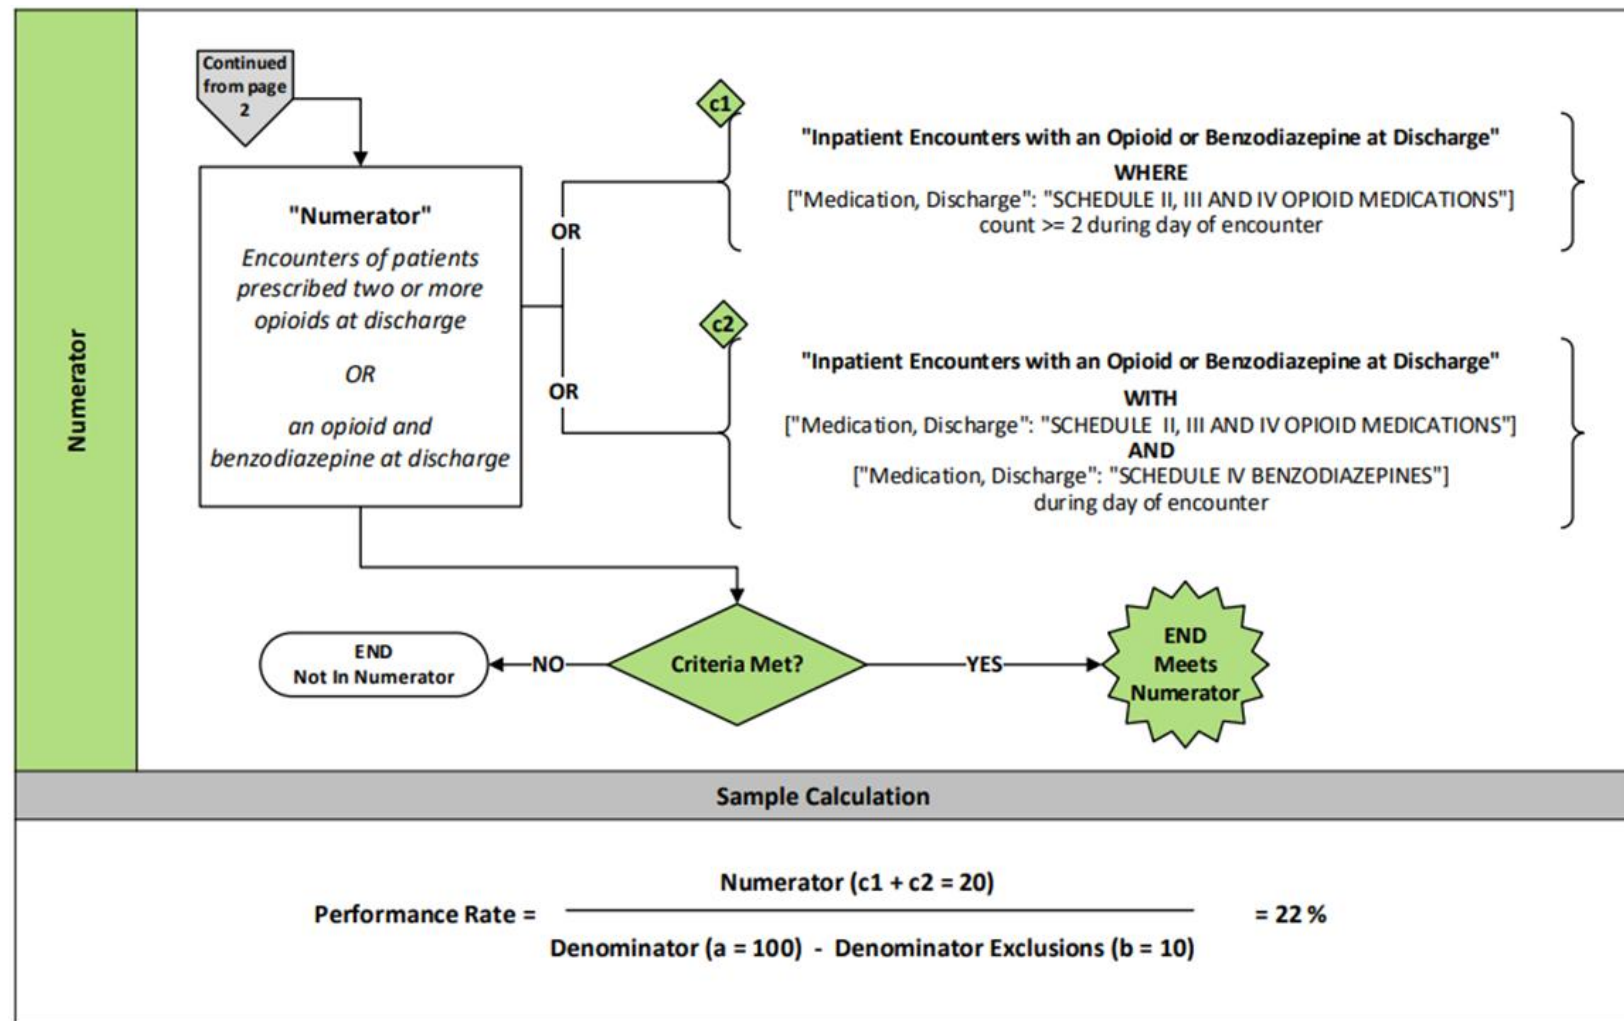 Numerator
Continued
from page
2
"Numerator"
Encounters of patients
prescribed two or more
opioids at discharge
OR
an opioid and
benzodiazepine at discharge
OR
OR
c1
"Inpatient Encounters with an Opioid or Benzodiazepine at Discharge"
WHERE
["Medication, Discharge": "SCHEDULE II, III AND IV OPIOID MEDICATIONS"]
count >= 2 during day of encounter
c2
"Inpatient Encounters with an Opioid or Benzodiazepine at Discharge"
WITH
["Medication, Discharge": "SCHEDULE II, III AND IV OPIOID MEDICATIONS"]
AND
["Medication, Discharge": "SCHEDULE IV BENZODIAZEPINES"]
during day of encounter
END
Not In Numerator
NO
Criteria Met?
YES
END
Meets
Numerator
Sample Calculation
Numerator (c1 + c2 = 20)
Performance Rate = = 22 %
Denominator (a = 100) - Denominator Exclusions (b = 10)